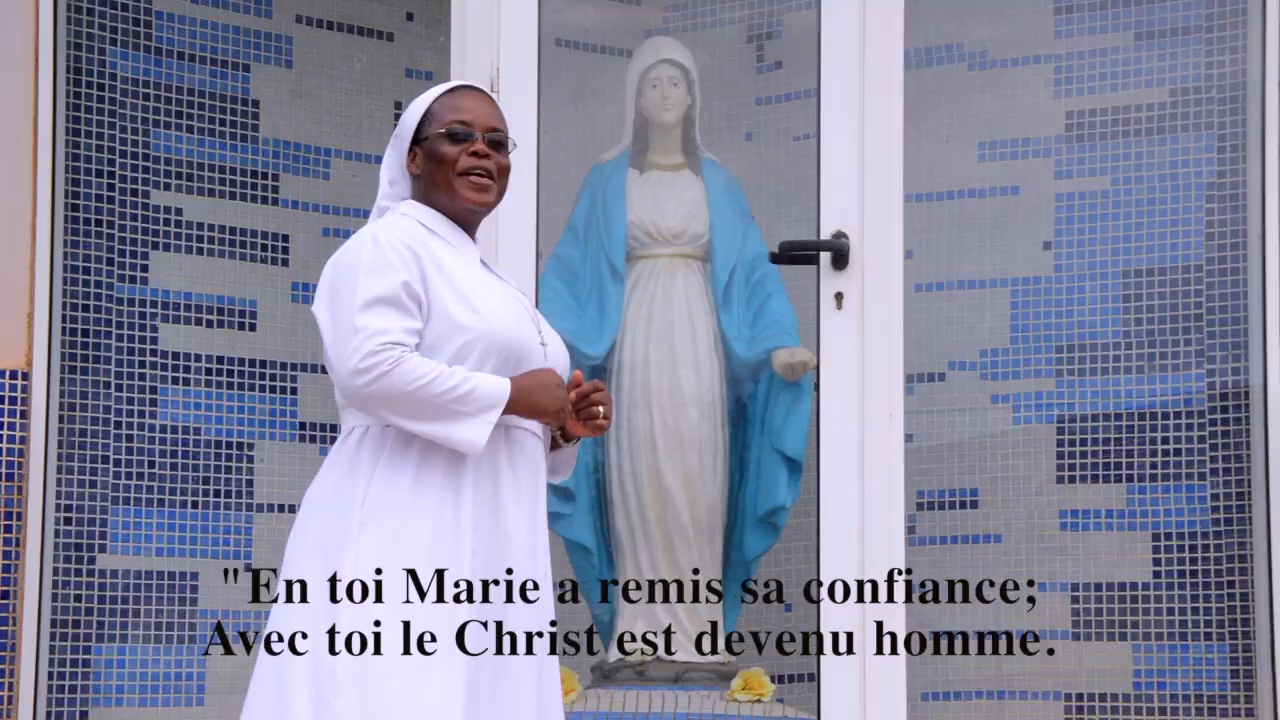 "En toi Marie a remis sa confiance;
Avec toi le Christ est devenu homme.